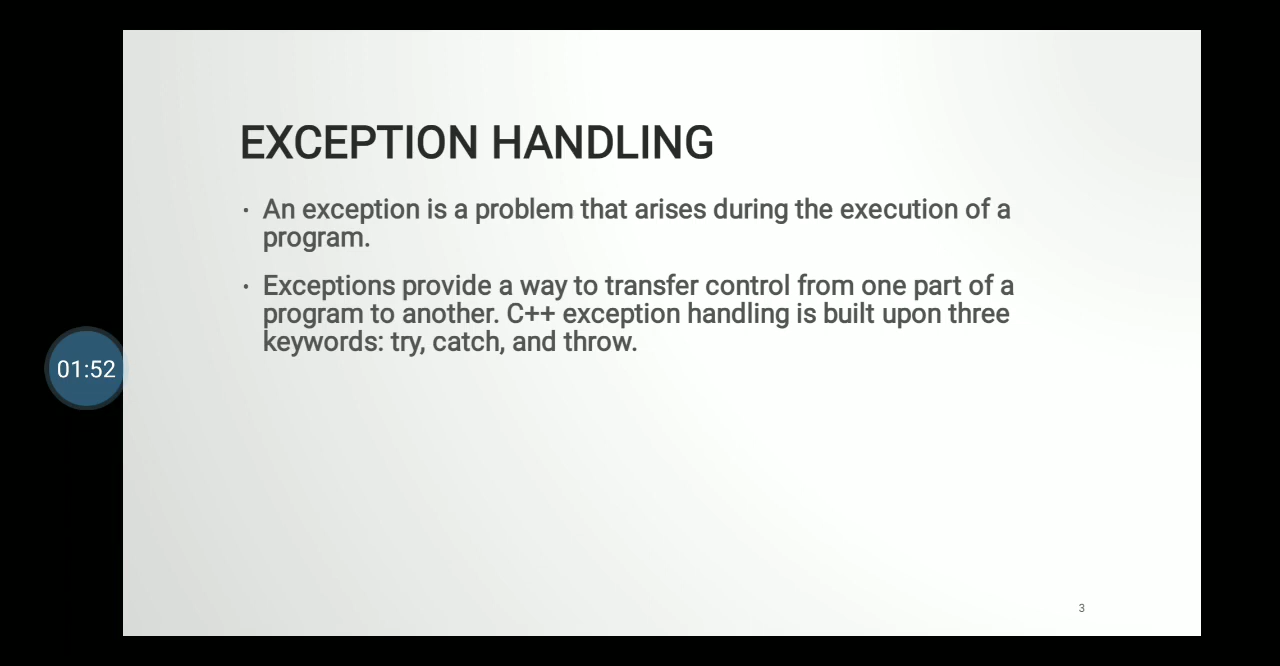 EXCEPTION HANDLING
· An exception is a problem that arises during the execution of a
program.
· Exceptions provide a way to transfer control from one part of a
program to another. C++ exception handling is built upon three
keywords: try, catch, and throw.
01:52
3